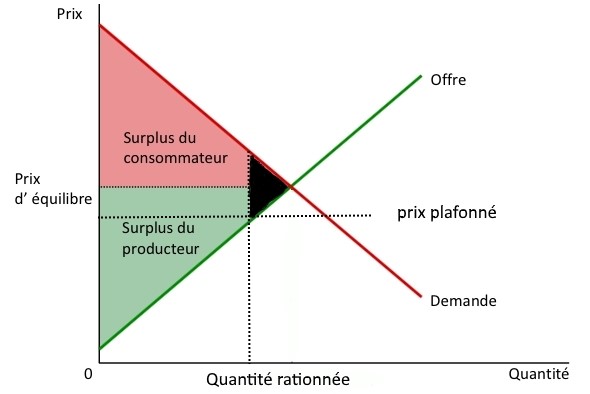 Prix
Offre
Surplus du
consommateur
Prix
d’ équilibre
prix plafonné
Surplus du
producteur
Demande
0
Quantité rationnée
Quantité